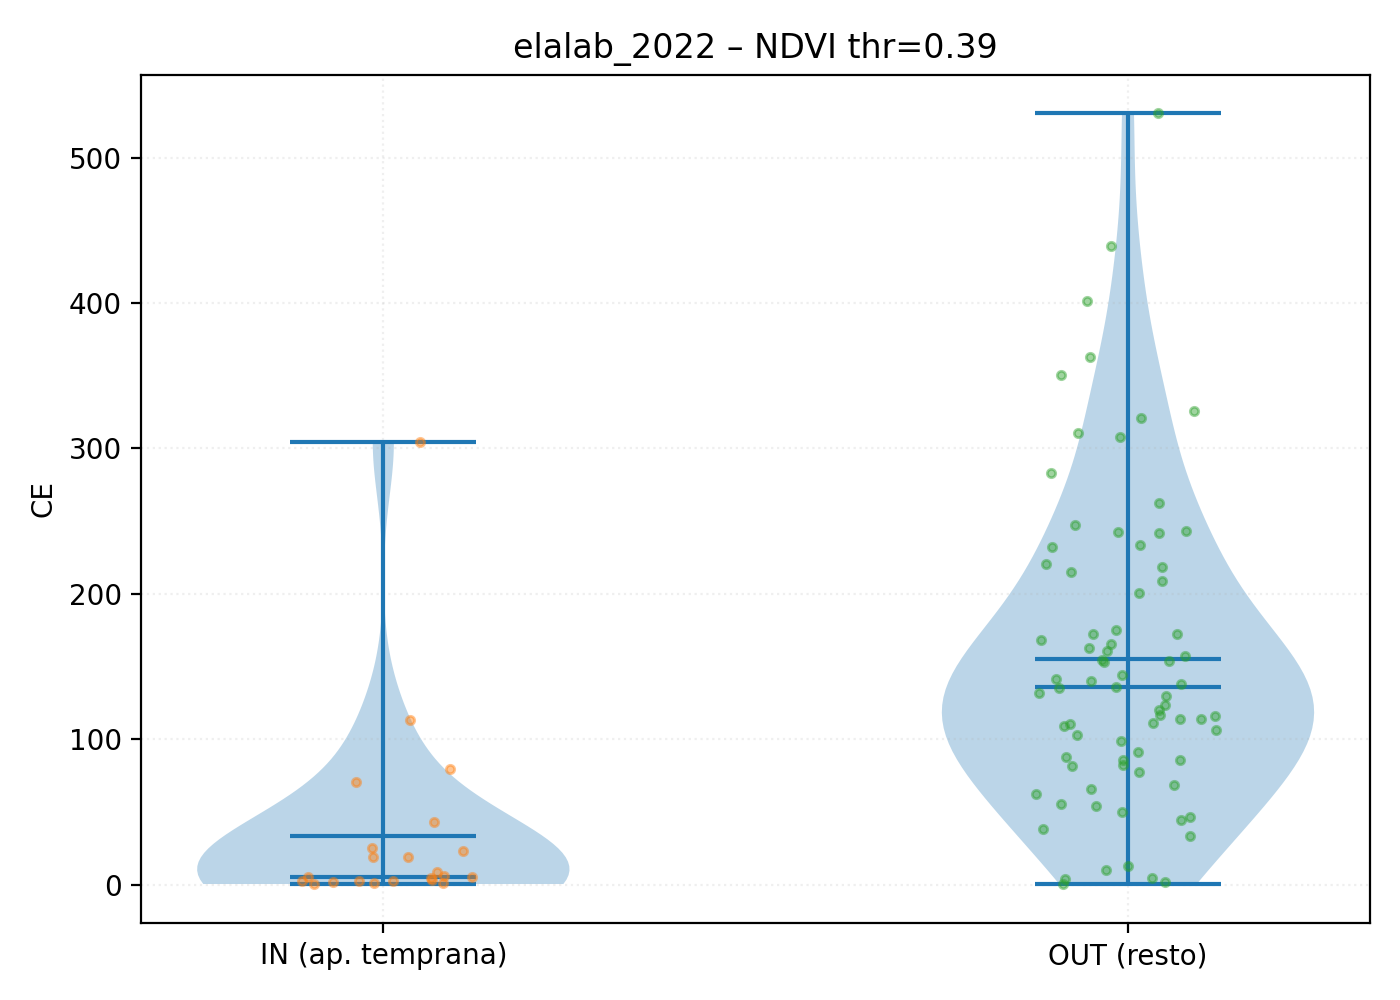 elalab_2022 – NDVI thr=0.39
CE
500
400
300
200
100
0
IN (ap. temprana)
OUT (resto)